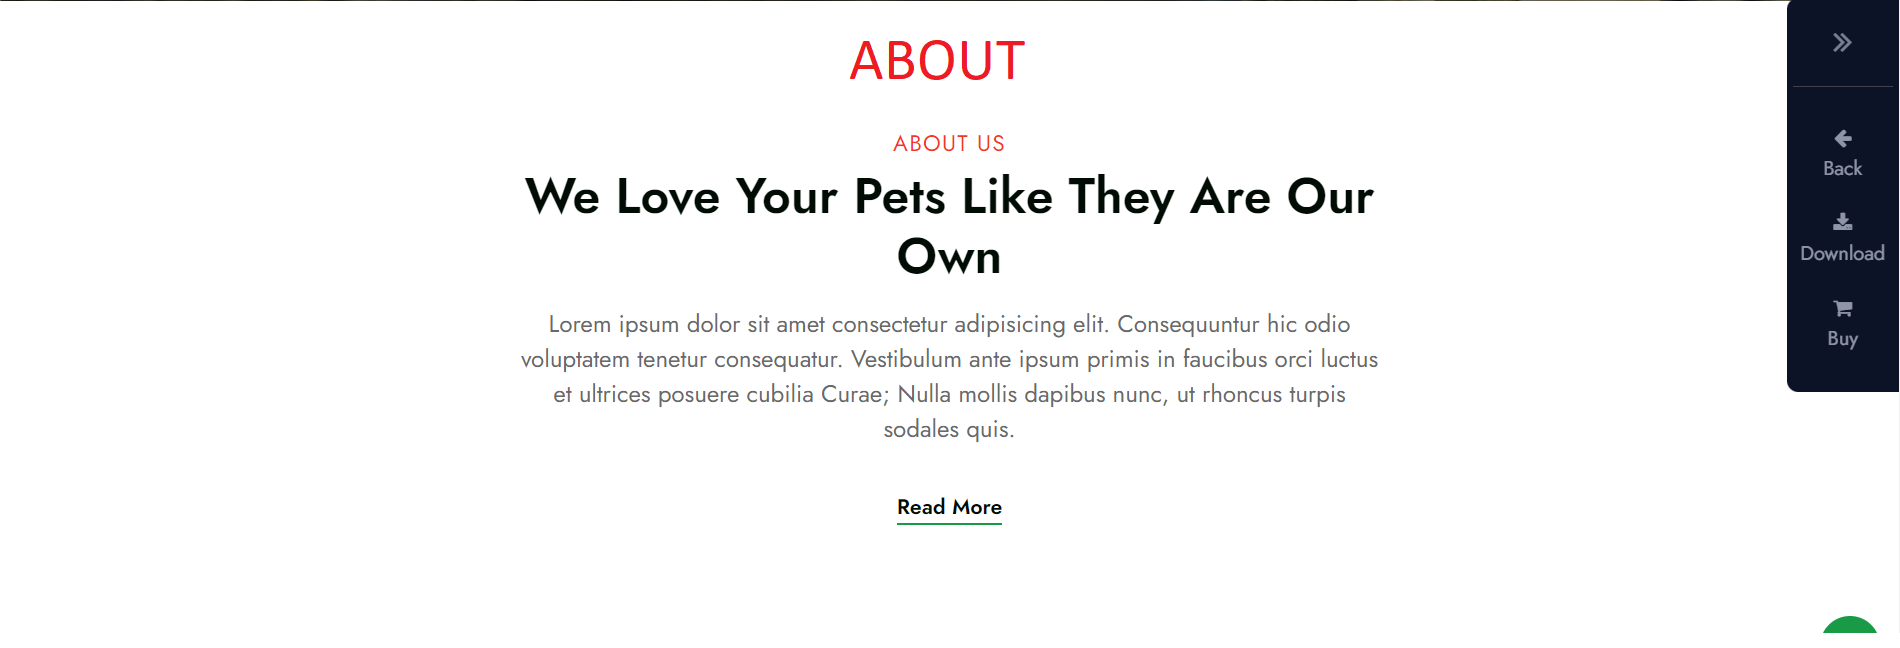 ABOUT
ABOUT US
We Love Your Pets Like They Are Our
Own
Lorem ipsum dolor sit amet consectetur adipisicing elit. Consequuntur hic odio
voluptatem tenetur consequatur. Vestibulum ante ipsum primis in faucibus orci luctus
et ultrices posuere cubilia Curae; Nulla mollis dapibus nunc, ut rhoncus turpis
sodales quis.
Read More
Back
Download
Buy